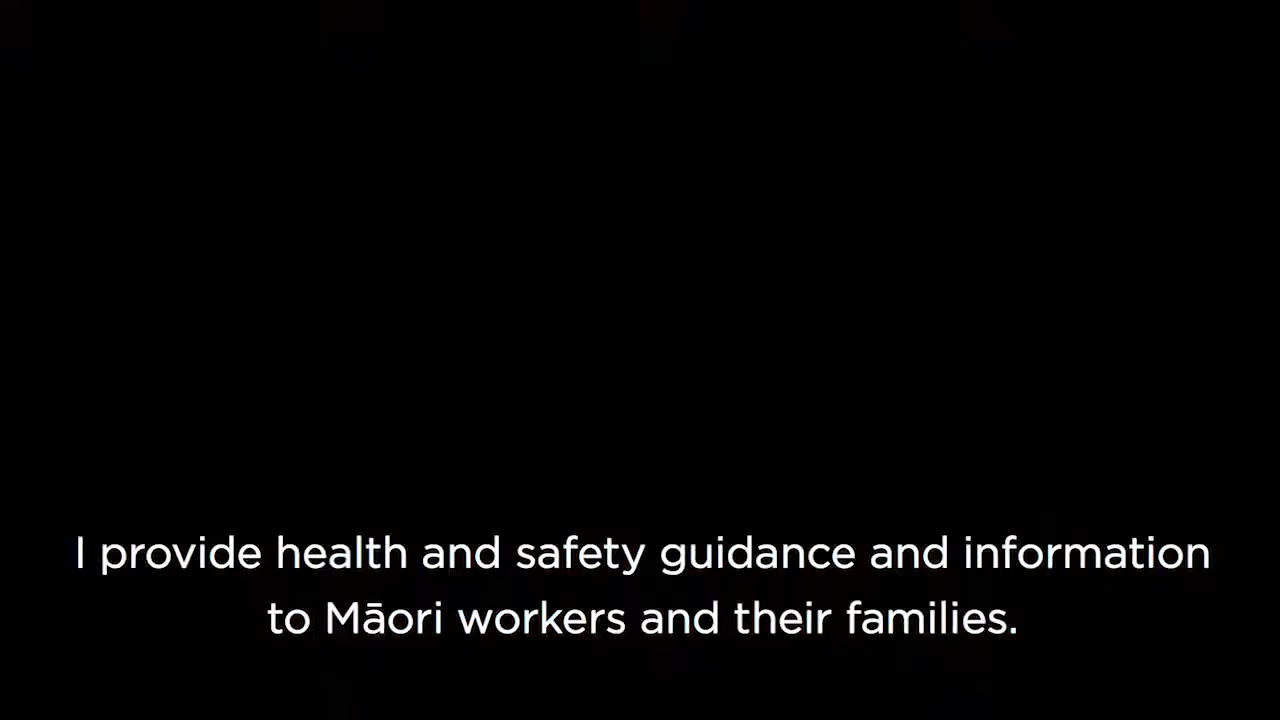 I provide health and safety guidance and information
to Māori workers and their families.